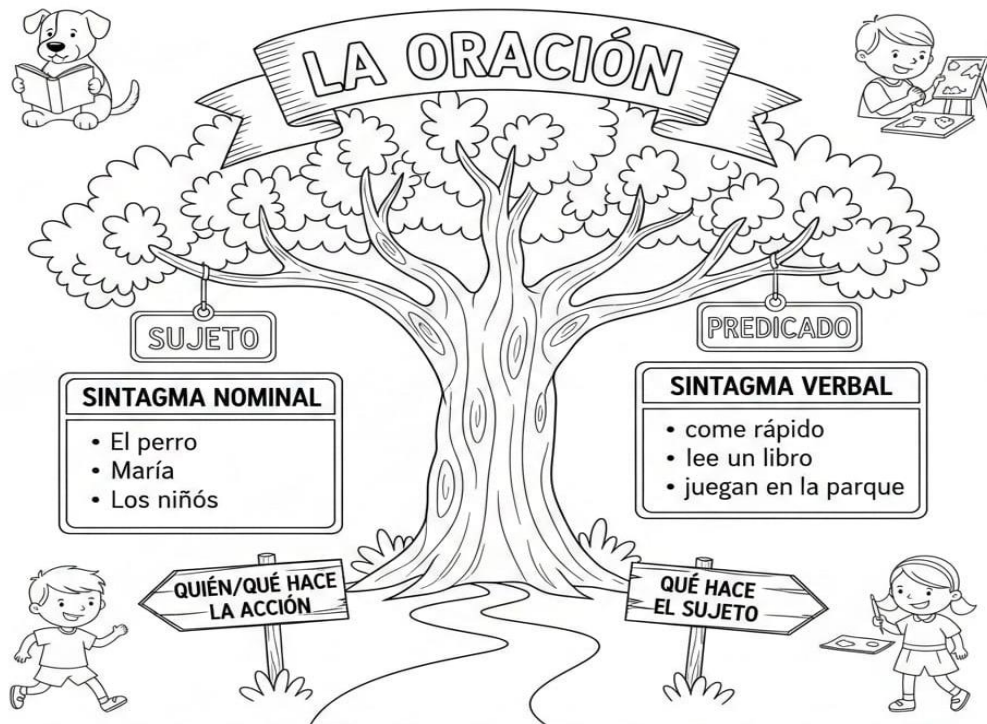 LA ORACIÓN
SUJETO
SINTAGMA NOMINAL
• El perro
• María
• Los niñós
PREDICADO
SINTAGMA VERBAL
• come rápido
• lee un libro
• juegan en la parque
QUIÉN/QUÉ HACE
LA ACCIÓN
QUÉ HACE
EL SUJETO